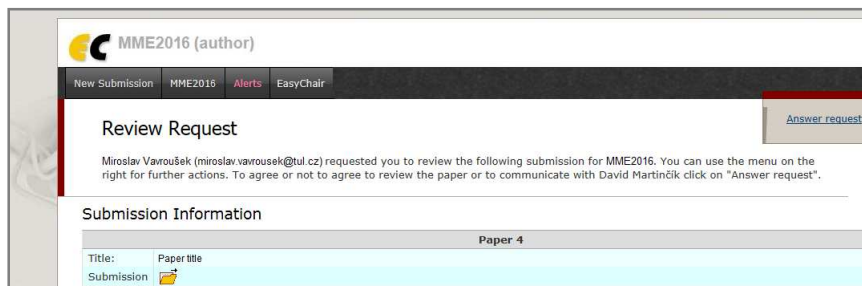 EC MME2016 (author)
New Submission MME2016 Alerts EasyChair
Answer request
Review Request
Miroslav Vavroušek (miroslav.vavrousek@tul.cz) requested you to review the following submission for MME2016. You can use the menu on the
right for further actions. To agree or not to agree to review the paper or to communicate with David Martinčík click on "Answer request".
Submission Information
Paper 4
Title: Paper title
Submission